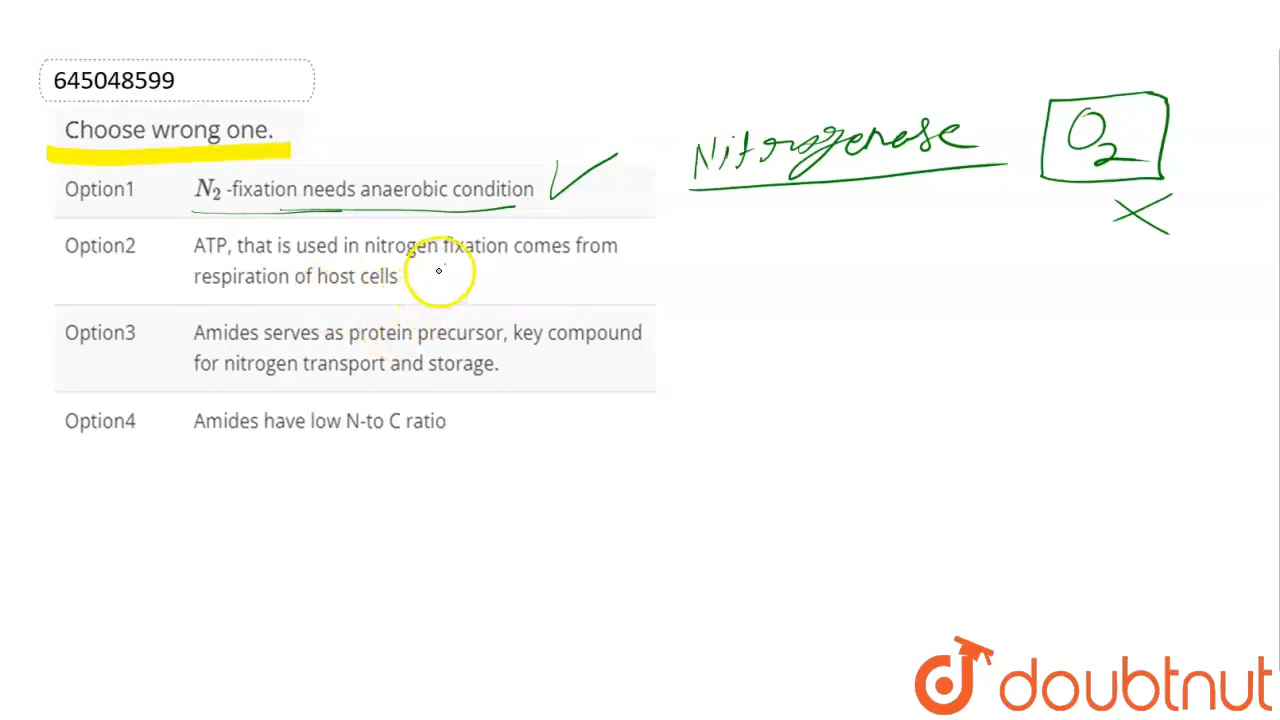 645048599
Choose wrong one.
Nitrogenase
O2
Option1 N2 -fixation needs anaerobic condition
Option2 ATP, that is used in nitrogen fixation comes from
respiration of host cells
Option3 Amides serves as protein precursor, key compound
for nitrogen transport and storage.
Option4 Amides have low N-to C ratio
doubtnut